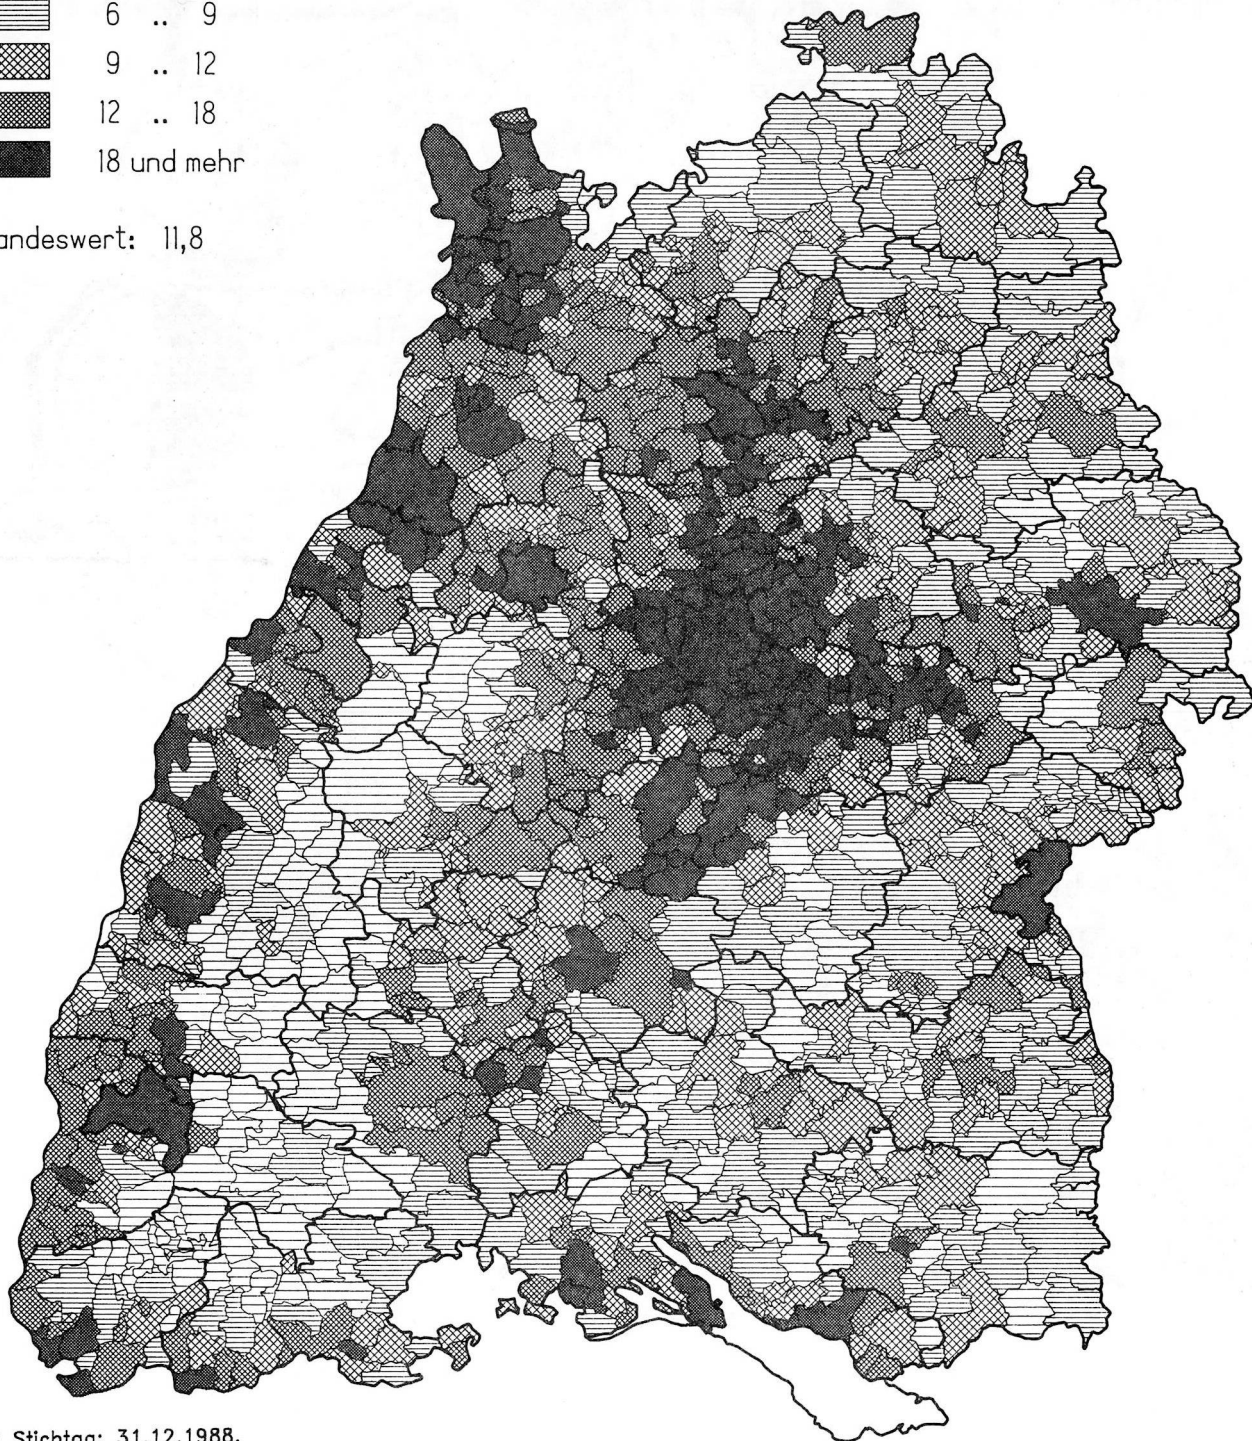 6 .. 9
9 .. 12
12 .. 18
18 und mehr
andeswert: 11,8
Stichtag: 31.12.1988.